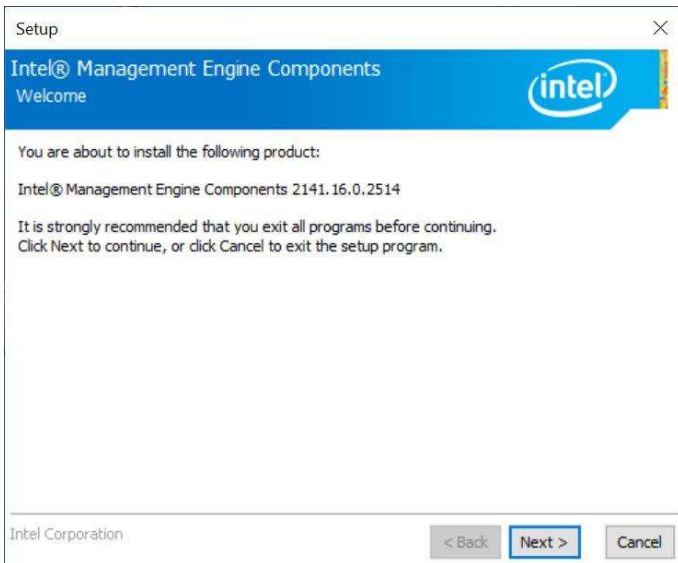 Setup
Intel® Management Engine Components
Welcome
intel
You are about to install the following product:
Intel® Management Engine Components 2141.16.0.2514
It is strongly recommended that you exit all programs before continuing.
Click Next to continue, or click Cancel to exit the setup program.
Intel Corporation
< Back Next > Cancel